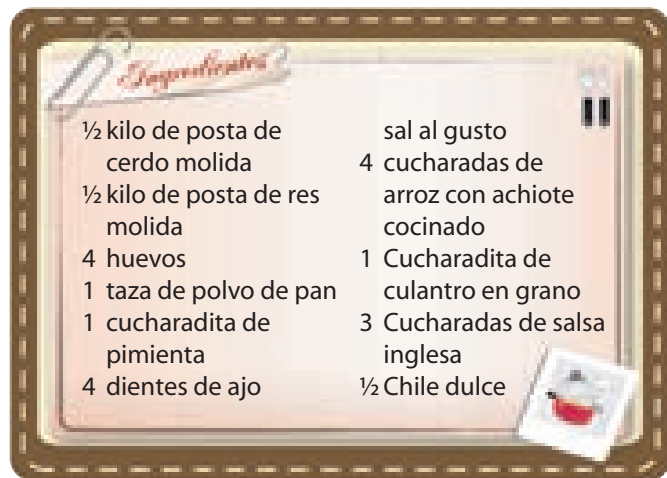 Ingredientes
½ kilo de posta de
cerdo molida
½ kilo de posta de res
molida
4 huevos
1 taza de polvo de pan
1 cucharadita de
pimienta
4 dientes de ajo
sal al gusto
4 cucharadas de
arroz con achiote
cocinado
1 Cucharadita de
culantro en grano
3 Cucharadas de salsa
inglesa
½ Chile dulce